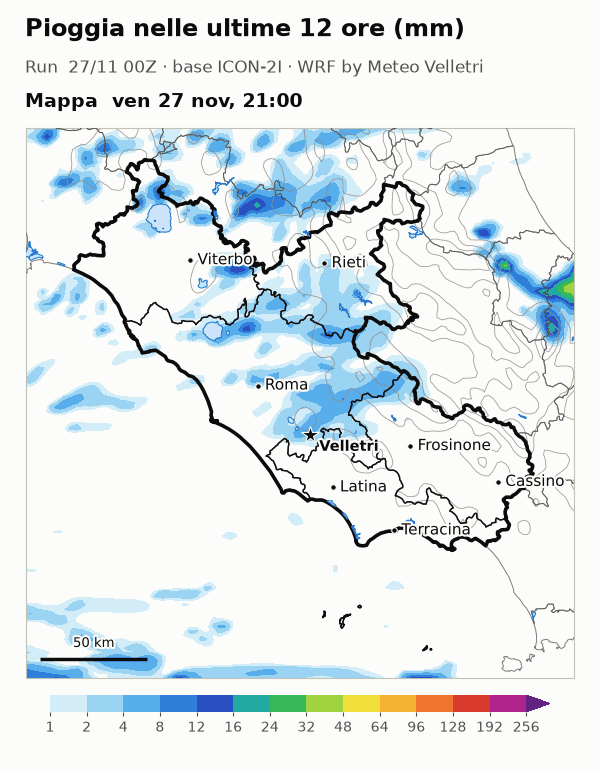 Pioggia nelle ultime 12 ore (mm)
Run 27/11 00Z · base ICON-2I · WRF by Meteo Velletri
Mappa ven 27 nov, 21:00
Viterbo
Rieti
Roma
Velletri
Frosinone
Latina
Cassino
Terracina
50 km
1 2 4 8 12 16 24 32 48 64 96 128 192 256